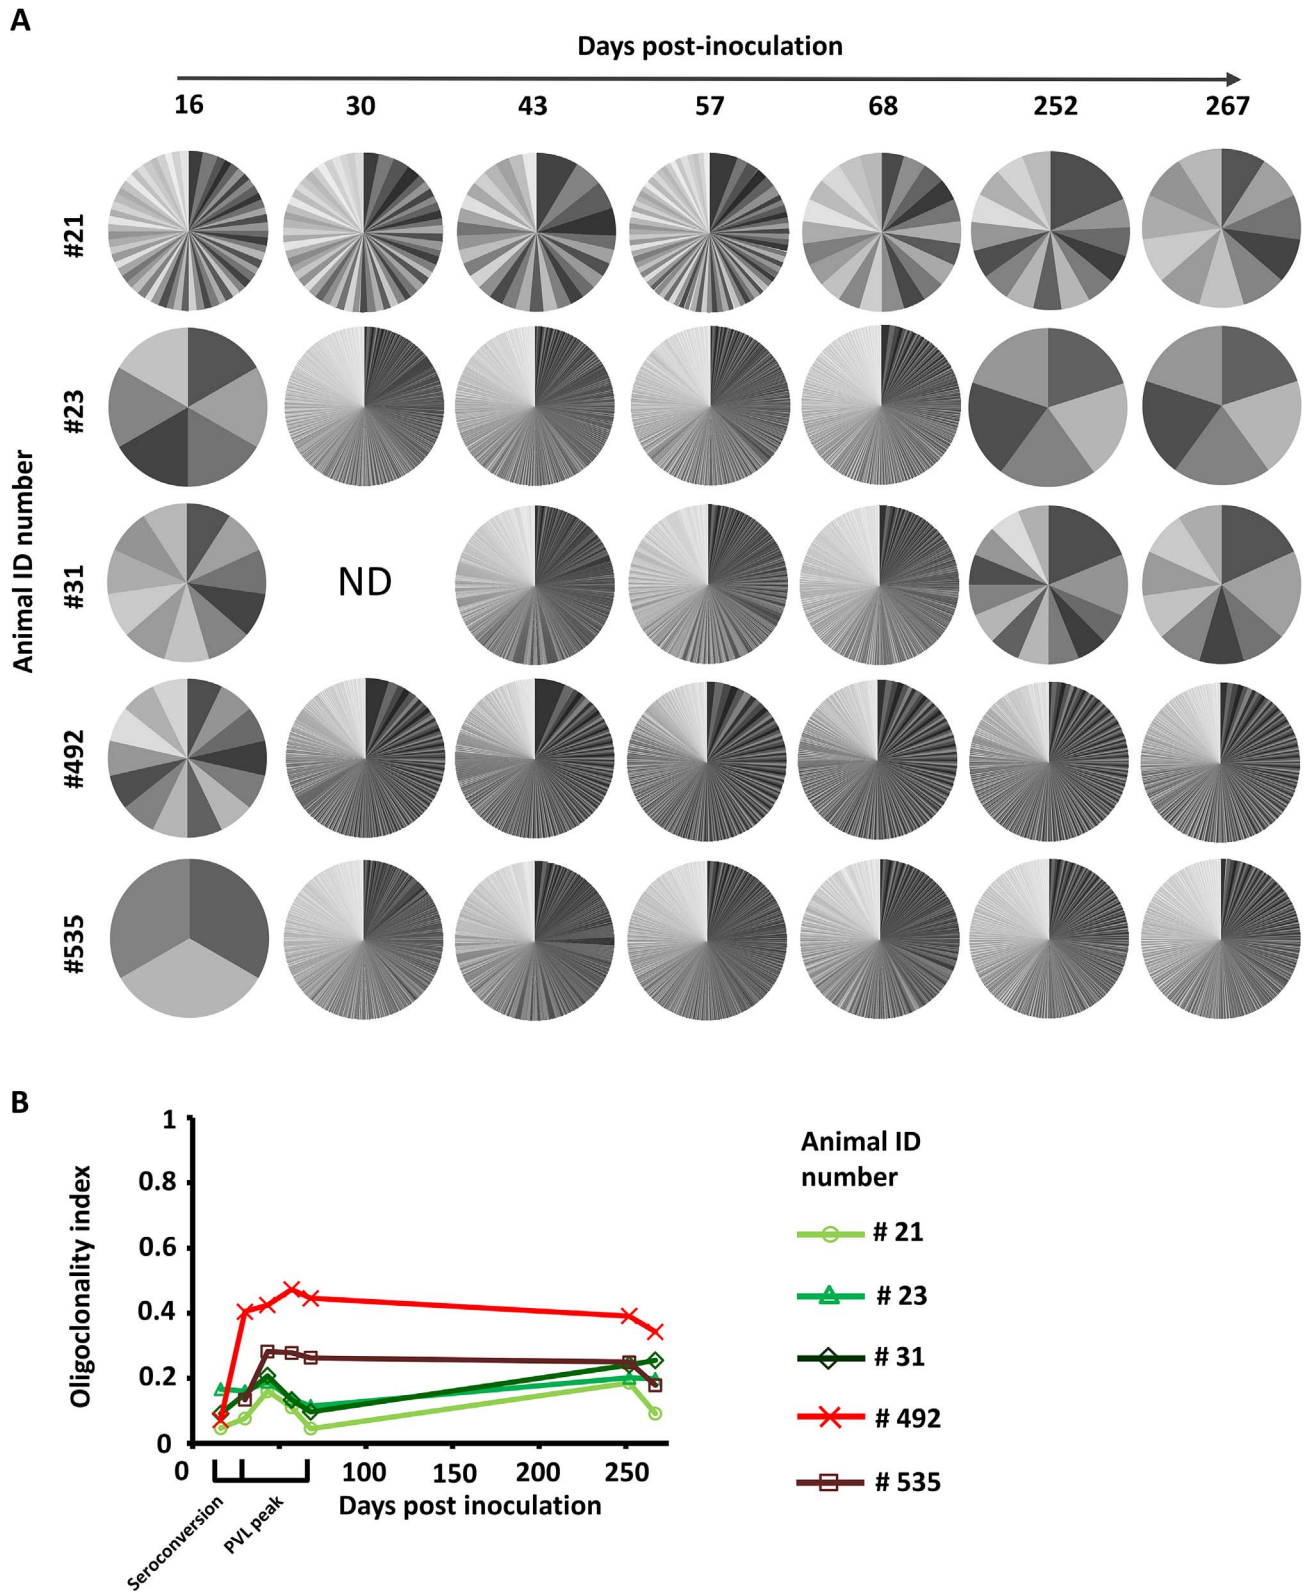 A
Days post-inoculation
16 30 43 57 68 252 267
Animal ID number
#21
#23
#31
ND
#492
#535
B
Oligoclonality index
1
0.8
0.6
0.4
0.2
0
0 100 150 200 250
Days post inoculation
Seroconversion
PVL peak
Animal ID
number
# 21
# 23
# 31
# 492
# 535